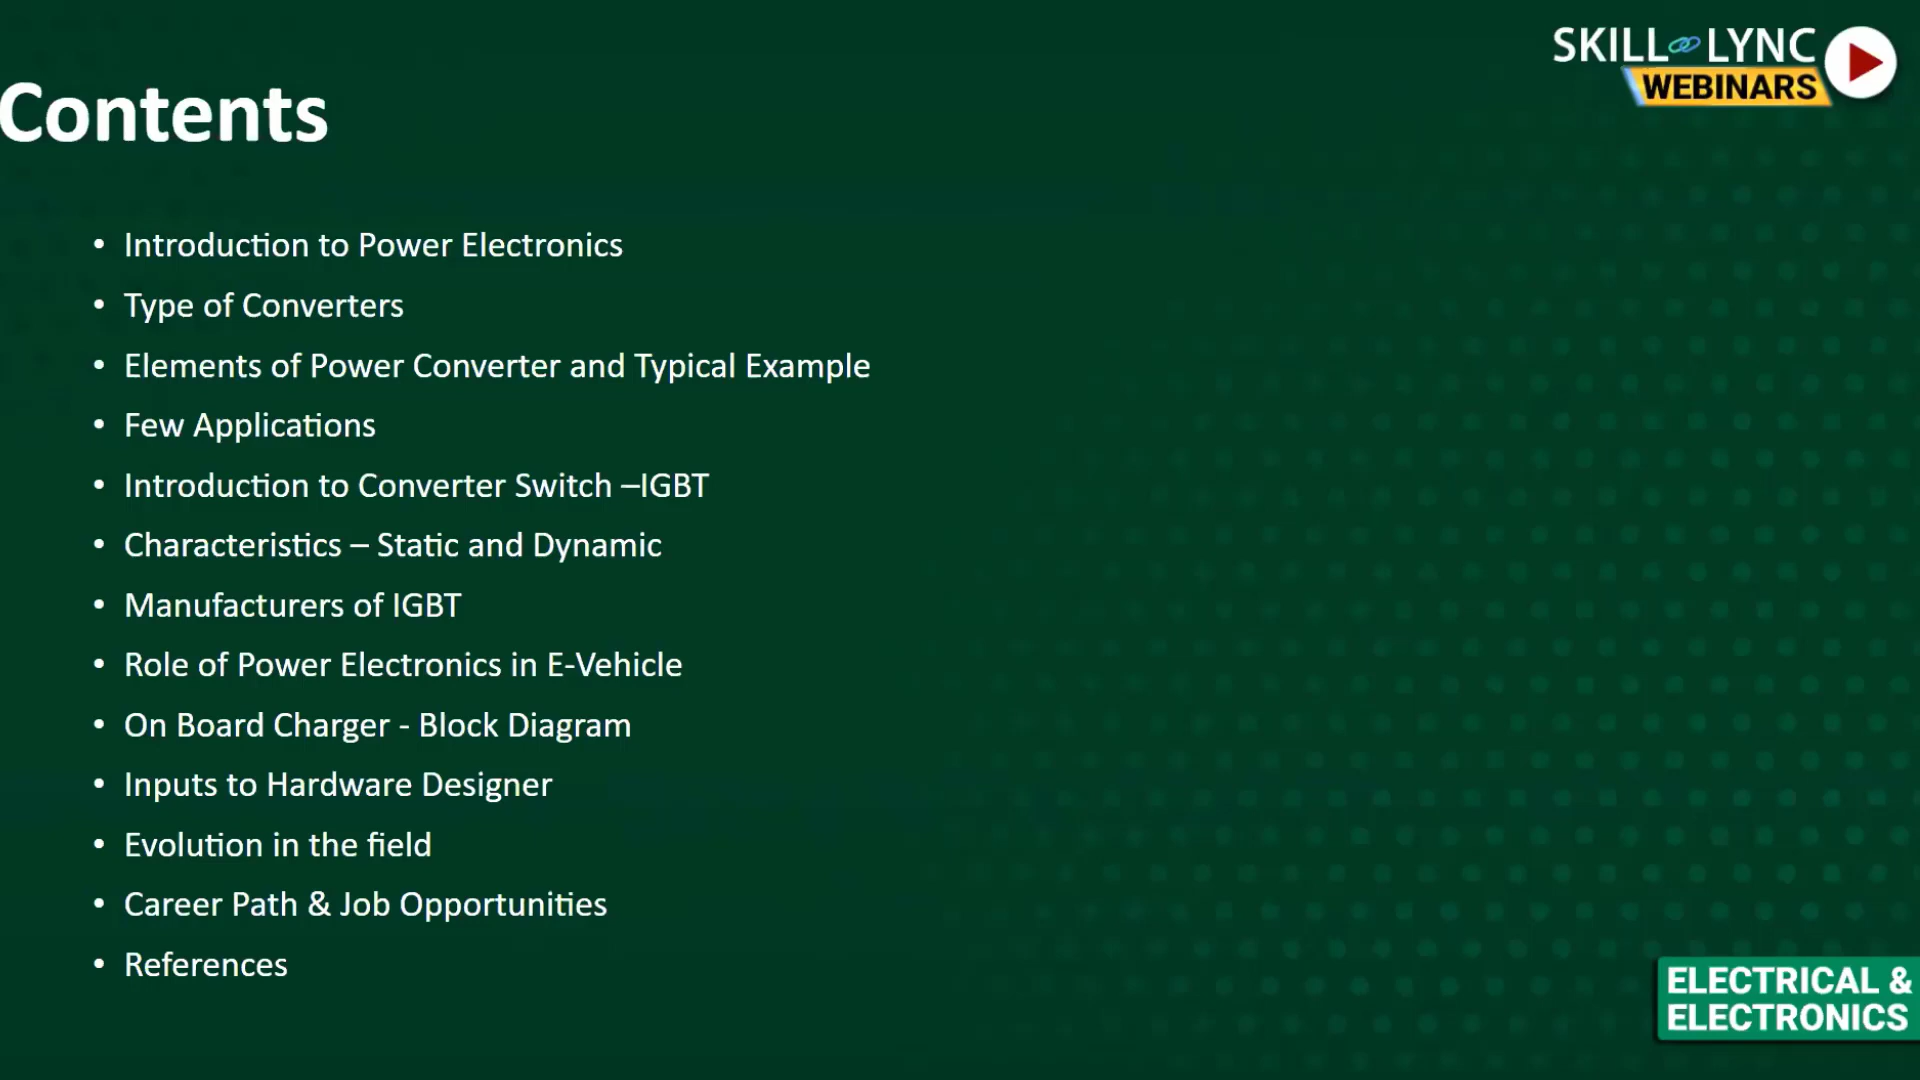 SKILL LYNC
WEBINARS
Contents
• Introduction to Power Electronics
• Type of Converters
• Elements of Power Converter and Typical Example
• Few Applications
• Introduction to Converter Switch –IGBT
• Characteristics – Static and Dynamic
• Manufacturers of IGBT
• Role of Power Electronics in E-Vehicle
• On Board Charger - Block Diagram
• Inputs to Hardware Designer
• Evolution in the field
• Career Path & Job Opportunities
• References
ELECTRICAL &
ELECTRONICS